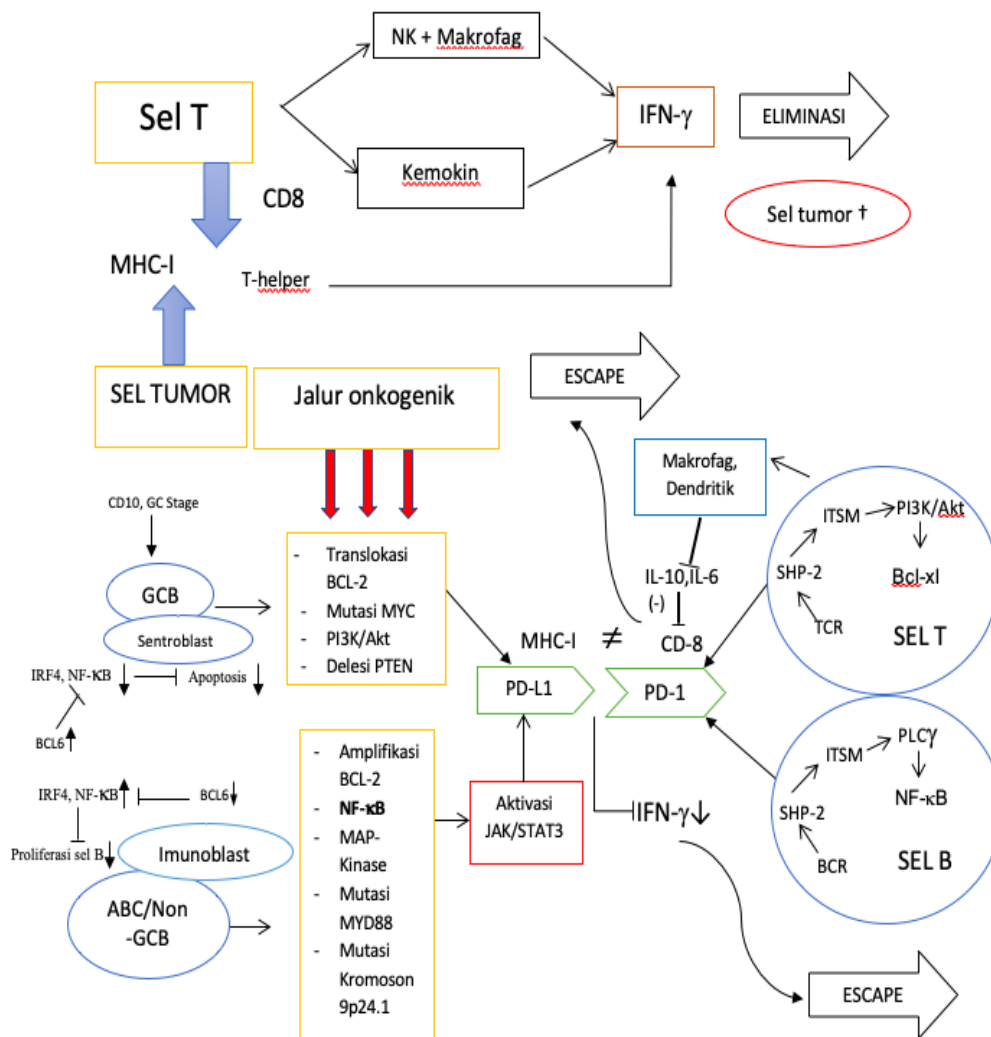 NK + Makrofag
Sel T
IFN-γ
ELIMINASI
Kemokin
CD8
Sel tumor †
MHC-I
T-helper
SEL TUMOR
Jalur onkogenik
ESCAPE
Makrofag,
Dendritik
CD10, GC Stage
GCB
Sentroblast
IRF4, NF-κB
Apoptosis
BCL6
- Translokasi
BCL-2
- Mutasi MYC
- PI3K/Akt
- Delesi PTEN
IL-10,IL-6
(-)
MHC-I ≠
CD-8
PD-L1
PD-1
ITSM
PI3K/Akt
SHP-2
Bcl-xl
TCR
SEL T
IRF4, NF-κB
BCL6
Proliferasi sel B
Imunoblast
ABC/Non
-GCB
- Amplifikasi
BCL-2
- NF-κB
- MAP-
Kinase
- Mutasi
MYD88
- Mutasi
Kromoson
9p24.1
Aktivasi
JAK/STAT3
IFN-γ↓
ITSM
PLCγ
SHP-2
NF-κB
BCR
SEL B
ESCAPE